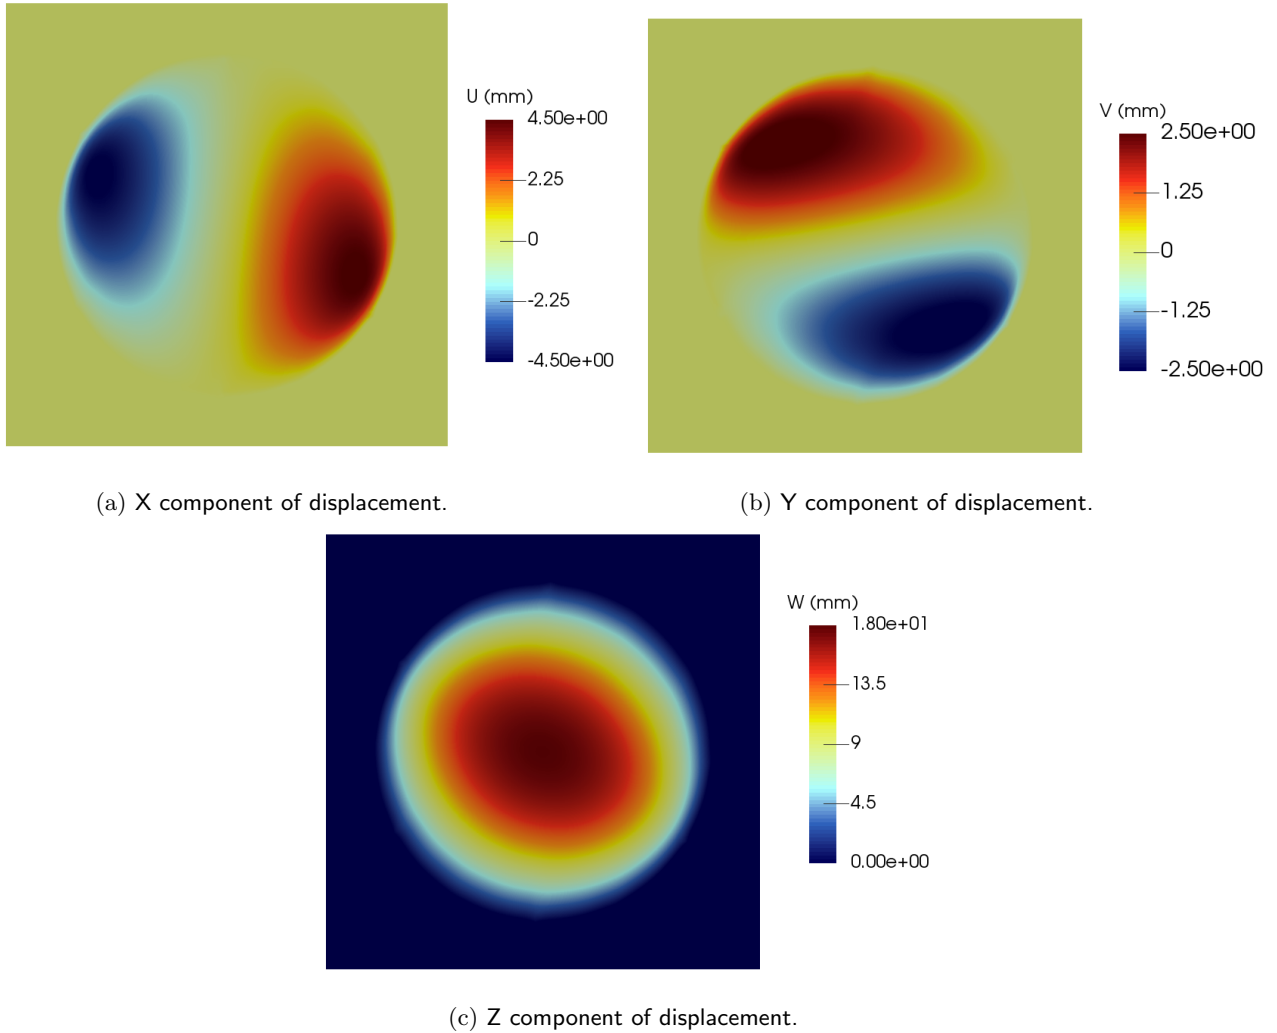 U (mm)
4.50e+00
2.25
0
-2.25
-4.50e+00
V (mm)
2.50e+00
1.25
0
-1.25
-2.50e+00
(a) X component of displacement.
(b) Y component of displacement.
W (mm)
1.80e+01
13.5
9
4.5
0.00e+00
(c) Z component of displacement.